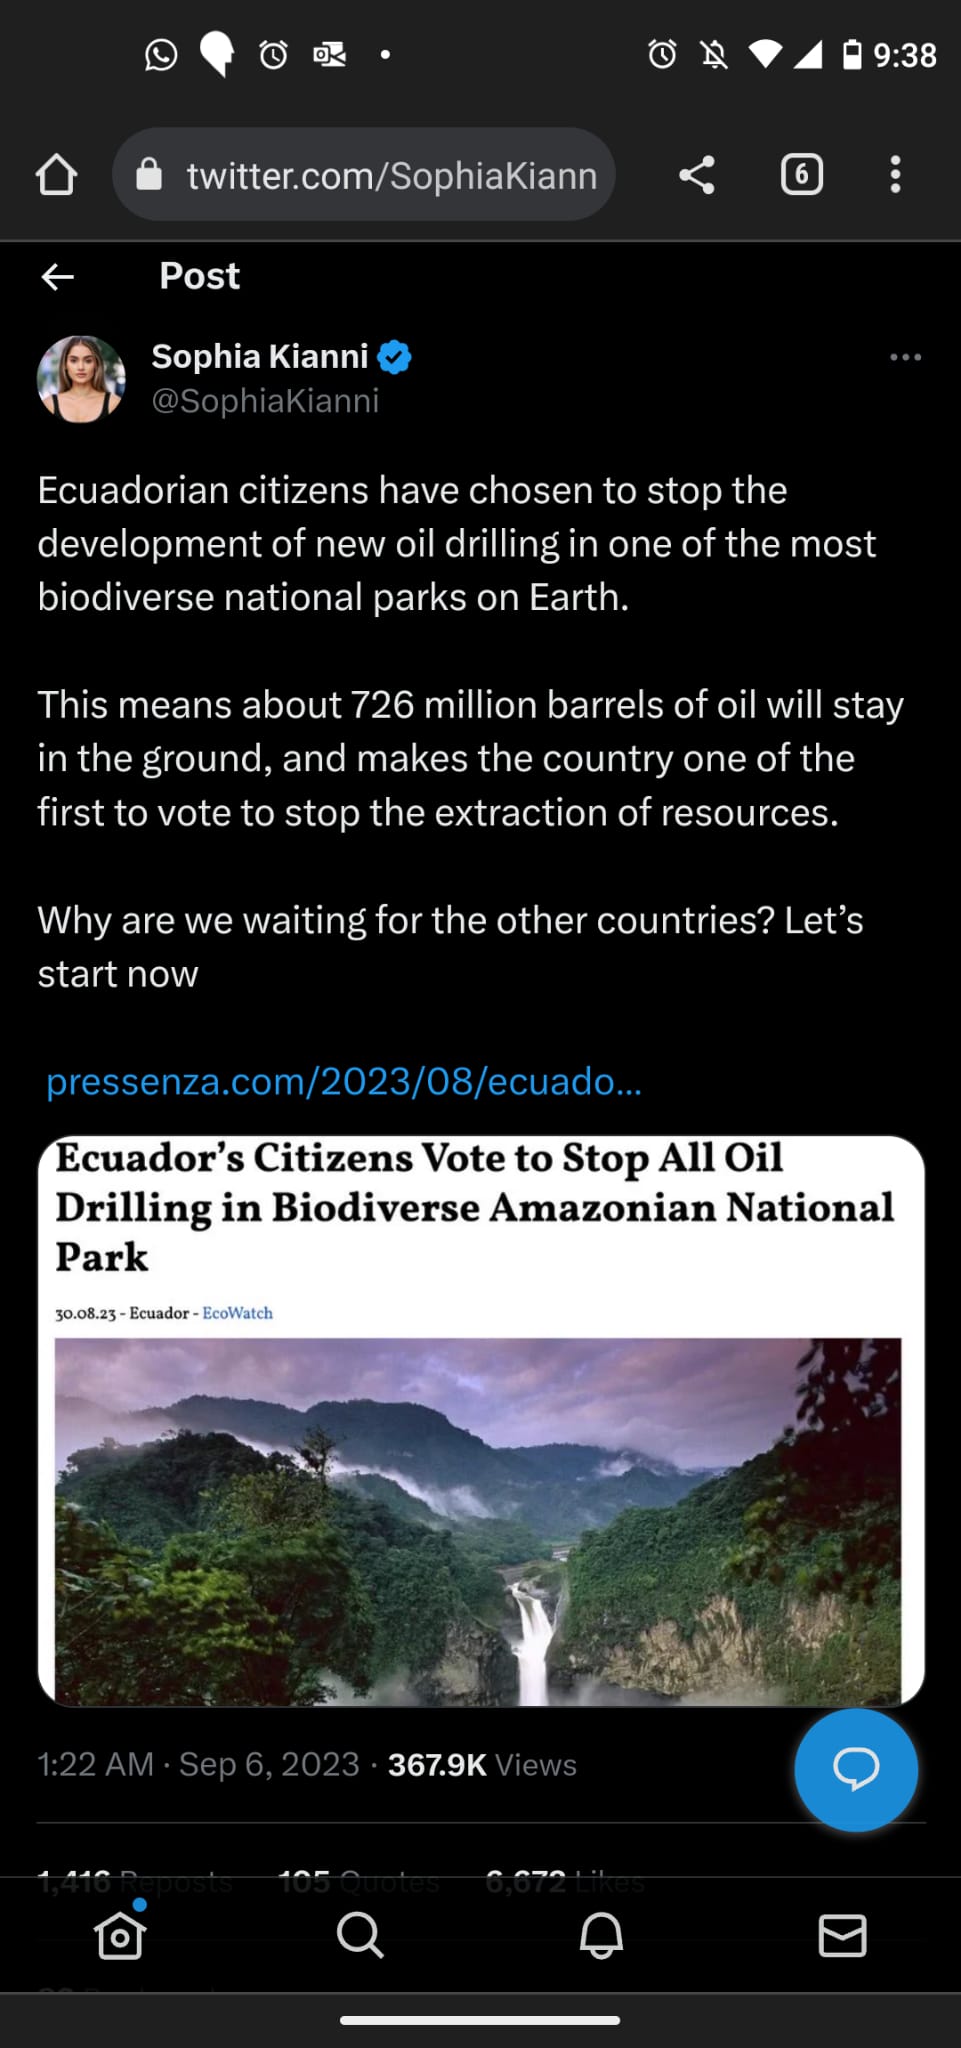 9:38
twitter.com/SophiaKiann
6
Post
Sophia Kianni
@SophiaKianni
Ecuadorian citizens have chosen to stop the
development of new oil drilling in one of the most
biodiverse national parks on Earth.
This means about 726 million barrels of oil will stay
in the ground, and makes the country one of the
first to vote to stop the extraction of resources.
Why are we waiting for the other countries? Let’s
start now
pressenza.com/2023/08/ecuado...
Ecuador’s Citizens Vote to Stop All Oil
Drilling in Biodiverse Amazonian National
Park
30.08.23 - Ecuador - EcoWatch
1:22 AM · Sep 6, 2023 · 367.9K Views
1,416 Reposts 105 Quotes 6,672 Likes